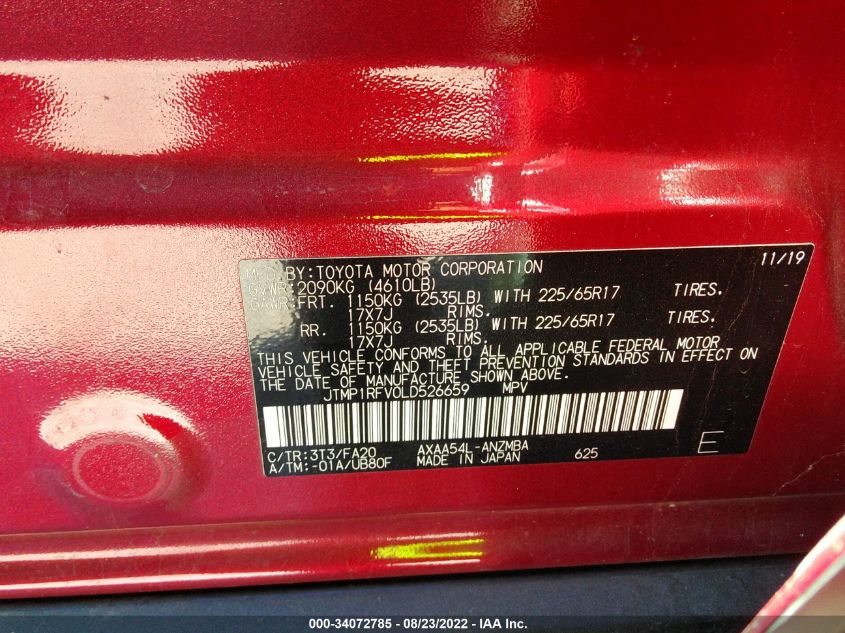 MFD.BY:TOYOTA MOTOR CORPORATION 11/19
GVWR:2090KG (4610LB)
GAWR:FRT. 1150KG (2535LB) WITH 225/65R17 TIRES.
17X7J RIMS.
RR. 1150KG (2535LB) WITH 225/65R17 TIRES.
17X7J RIMS.
THIS VEHICLE CONFORMS TO ALL APPLICABLE FEDERAL MOTOR
VEHICLE SAFETY AND THEFT PREVENTION STANDARDS IN EFFECT ON
THE DATE OF MANUFACTURE SHOWN ABOVE.
JTMP1RFV0LD526659 MPV
C/TR:3T3/FA20 AXAA54L-ANZMBA 625 E
A/TM:-01A/UB80F MADE IN JAPAN
000-34072785 - 08/23/2022 - IAA Inc.